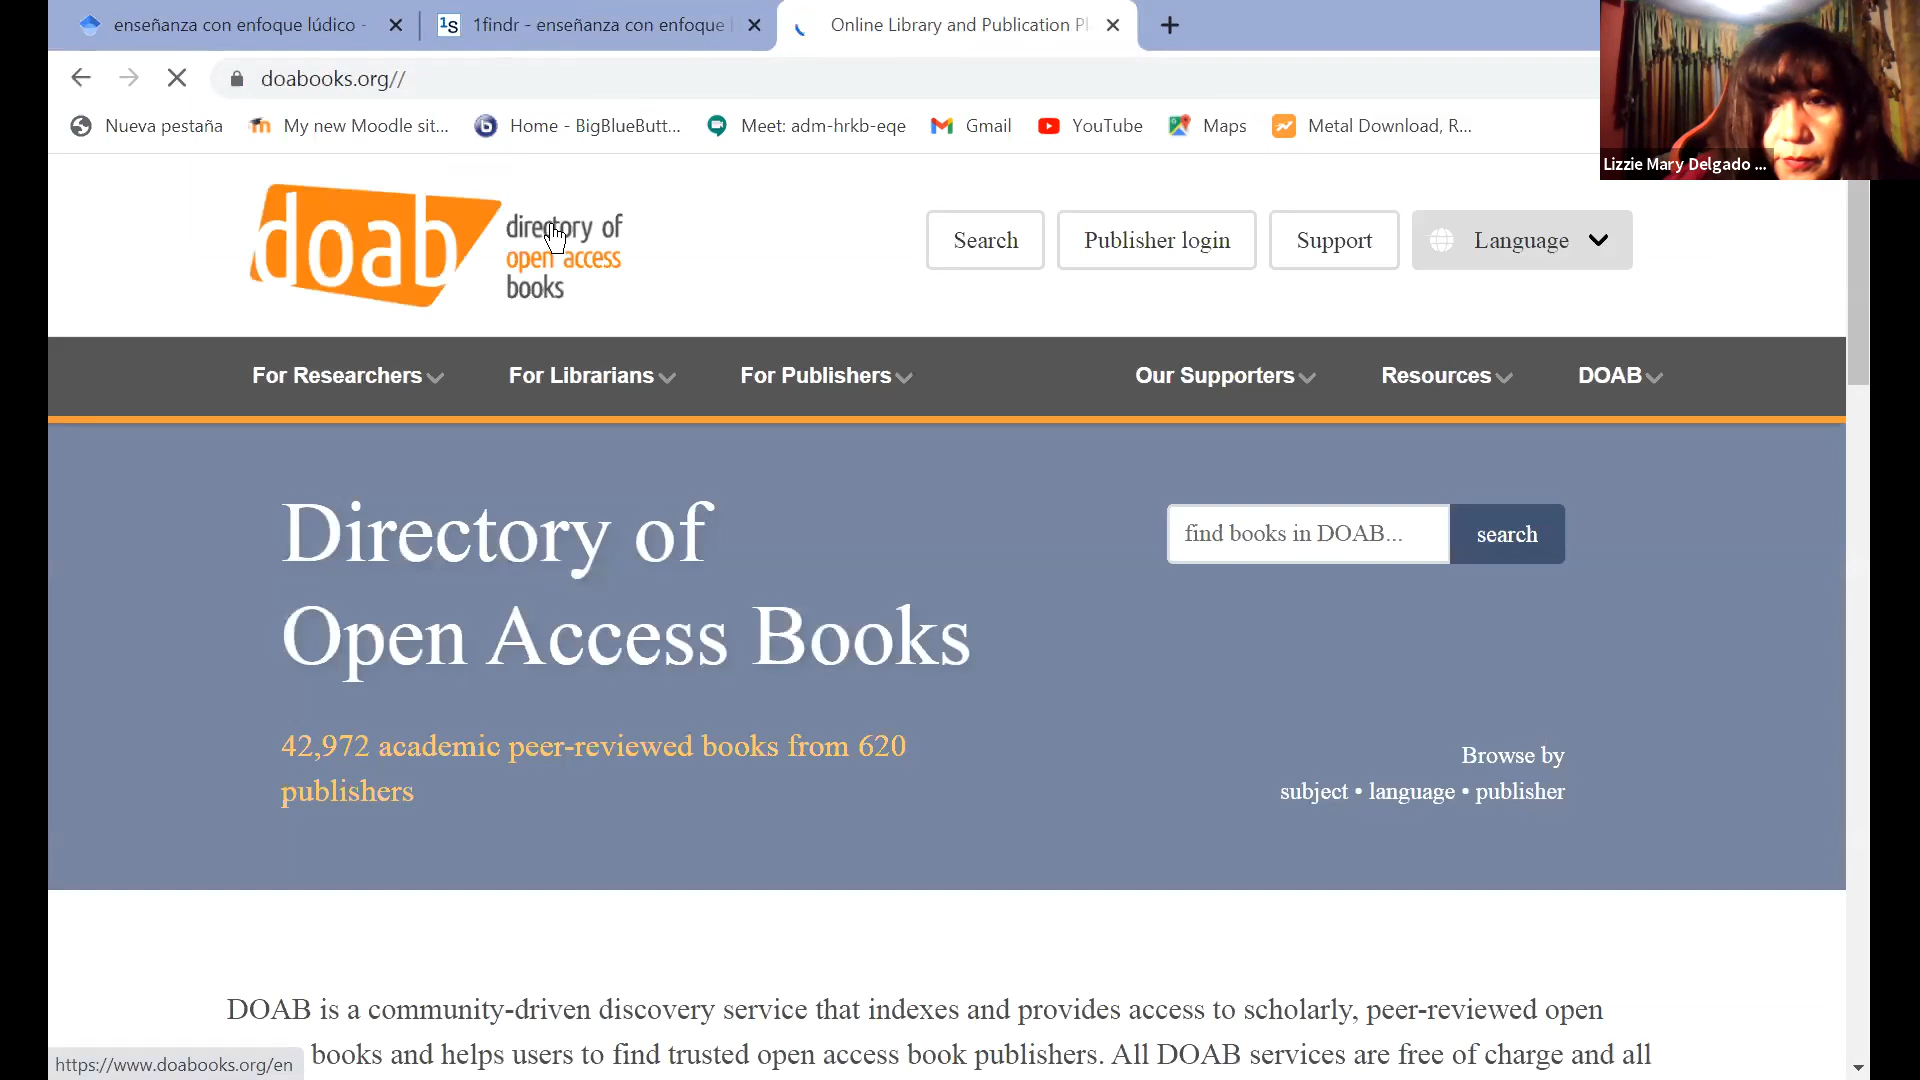 enseñanza con enfoque lúdico -
1findr - enseñanza con enfoque
Online Library and Publication Pl
doabooks.org//
Nueva pestaña
My new Moodle sit...
Home - BigBlueButt...
Meet: adm-hrkb-eqe
Gmail
YouTube
Maps
Metal Download, R...
Lizzie Mary Delgado ...
doab
directory of
open access
books
Search
Publisher login
Support
Language
For Researchers
For Librarians
For Publishers
Our Supporters
Resources
DOAB
Directory of
Open Access Books
find books in DOAB...
search
42,972 academic peer-reviewed books from 620
publishers
Browse by
subject • language • publisher
DOAB is a community-driven discovery service that indexes and provides access to scholarly, peer-reviewed open
books and helps users to find trusted open access book publishers. All DOAB services are free of charge and all
https://www.doabooks.org/en